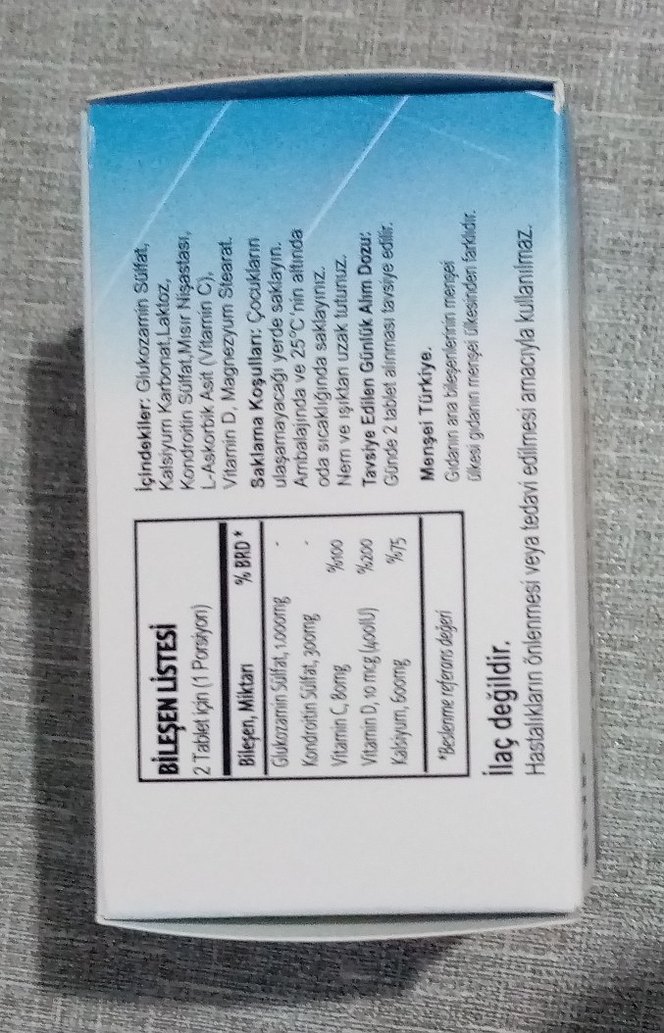 BİLEŞEN LİSTESİ
2 Tablet için (1 Porsiyon)
Bileşen, Miktarı % BRD *
Glukozamin Sülfat, 1.000mg -
Kondroitin Sülfat, 300mg -
Vitamin C, 80mg %100
Vitamin D, 10 mcg (400IU) %200
Kalsiyum, 600mg %75
*Beslenme referans değeri
İçindekiler: Glukozamin Sülfat,
Kalsiyum Karbonat,Laktoz,
Kondroitin Sülfat,Mısır Nişastası,
L-Askorbik Asit (Vitamin C),
Vitamin D, Magnezyum Stearat.
Saklama Koşulları: Çocukların
ulaşamayacağı yerde saklayın.
Ambalajında ve 25°C'nin altında
oda sıcaklığında saklayınız.
Nem ve ışıktan uzak tutunuz.
Tavsiye Edilen Günlük Alım Dozu:
Günde 2 tablet alınması tavsiye edilir.
Menşei Türkiye.
Gıdanın ana bileşenlerinin menşei
ülkesi gıdanın menşei ülkesinden farklıdır.
İlaç değildir.
Hastalıkların önlenmesi veya tedavi edilmesi amacıyla kullanılmaz.